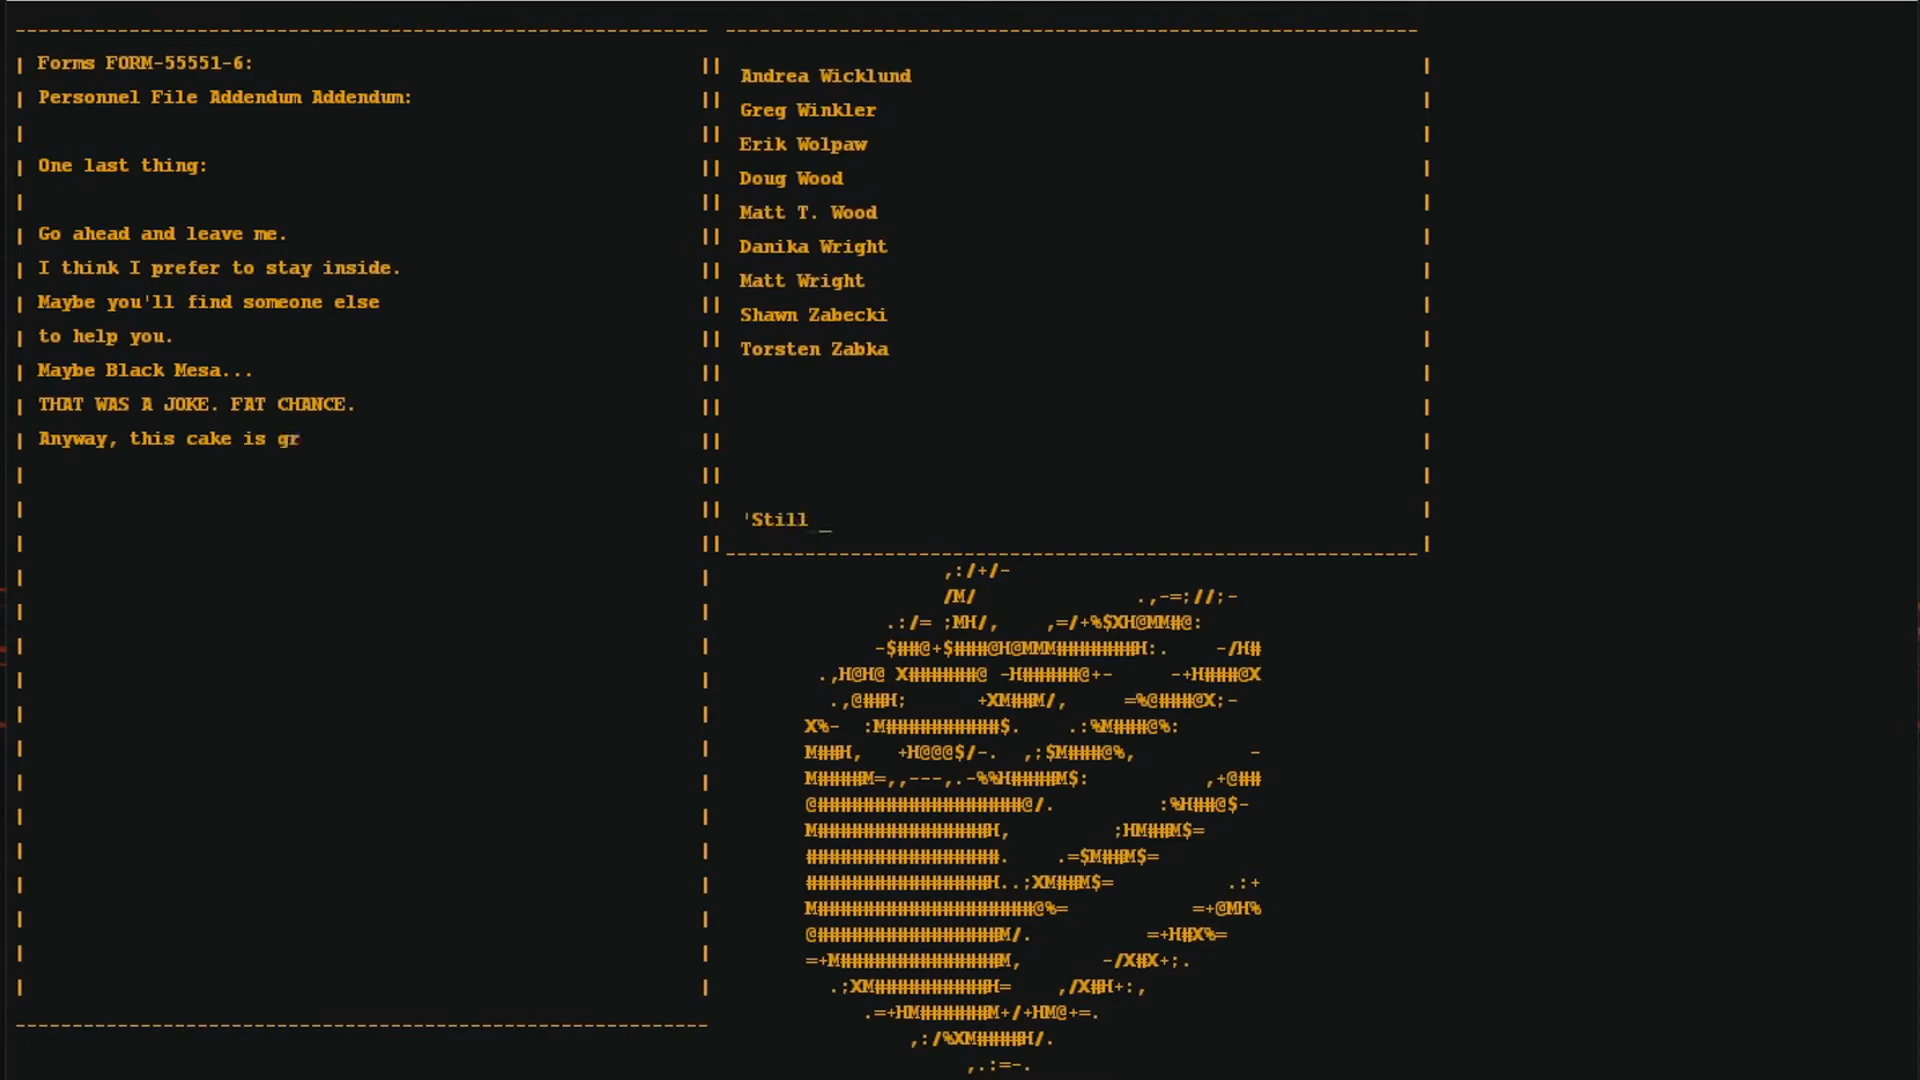 Forms FORM-55551-6:
Personnel File Addendum Addendum:
One last thing:
Go ahead and leave me.
I think I prefer to stay inside.
Maybe you'll find someone else
to help you.
Maybe Black Mesa...
THAT WAS A JOKE. FAT CHANCE.
Anyway, this cake is gr
Andrea Wicklund
Greg Winkler
Erik Wolpaw
Doug Wood
Matt T. Wood
Danika Wright
Matt Wright
Shawn Zabecki
Torsten Zabka
'Still _